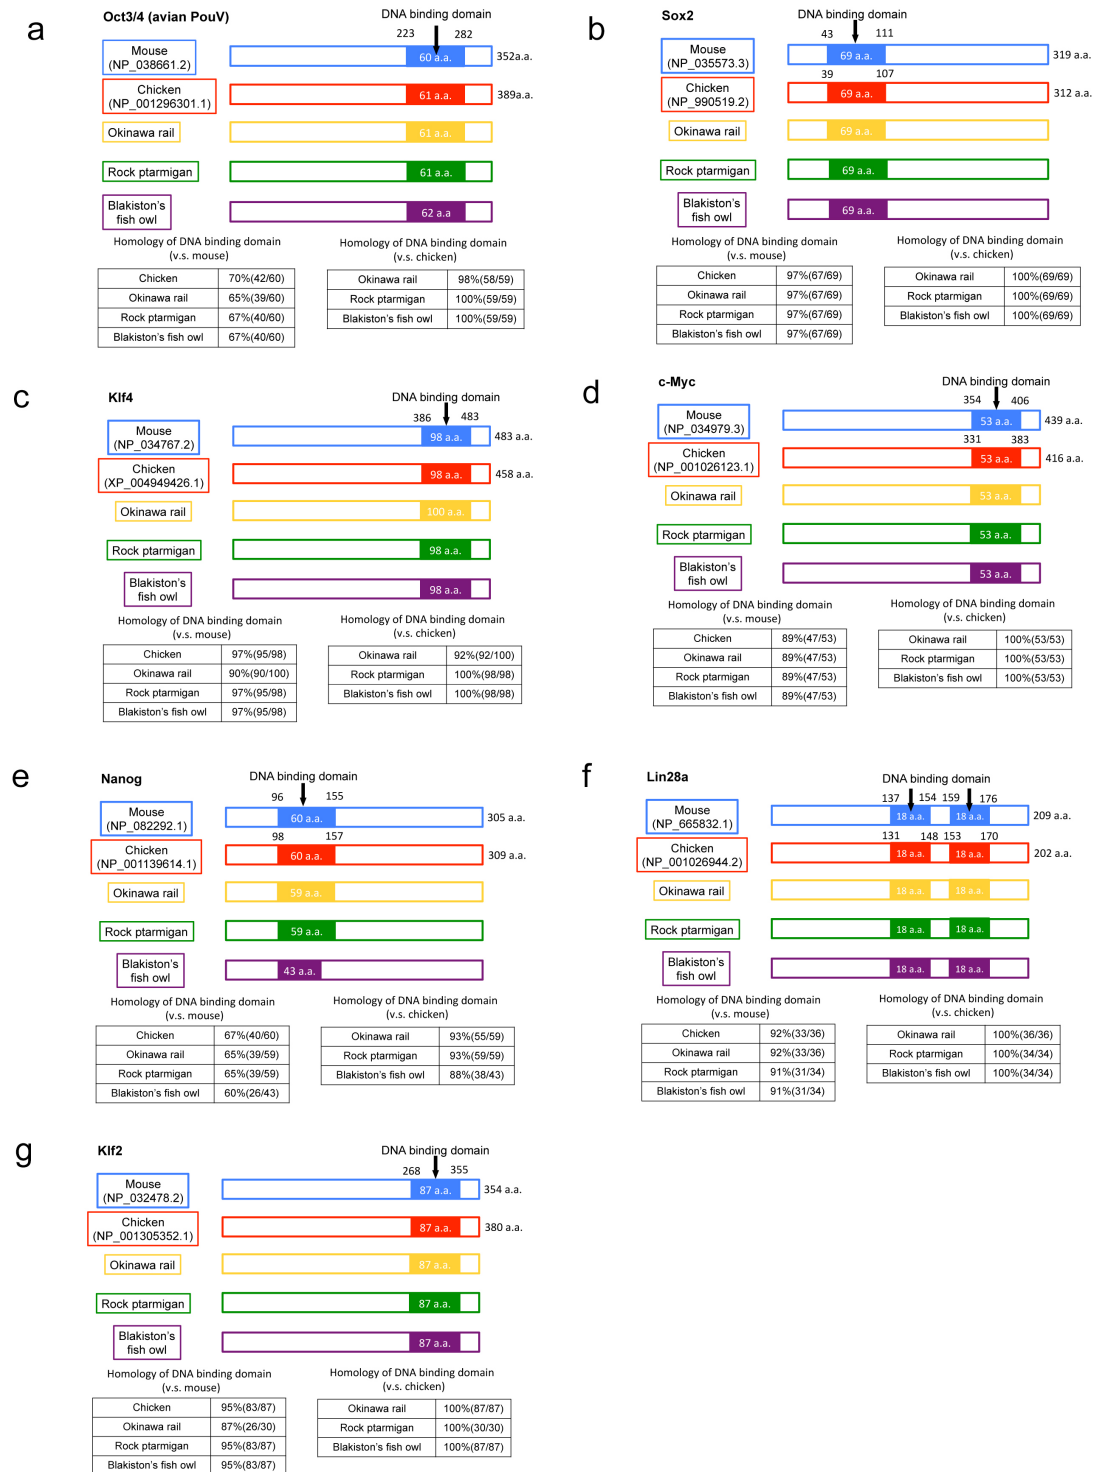 a
Oct3/4 (avian PouV)
DNA binding domain
223
282
Mouse
(NP_038661.2)
60 a.a.
352a.a.
Chicken
(NP_001296301.1)
61 a.a.
389a.a.
Okinawa rail
61 a.a.
Rock ptarmigan
61 a.a.
Blakiston's
fish owl
62 a.a
Homology of DNA binding domain
(v.s. mouse)
Chicken 70%(42/60)
Okinawa rail 65%(39/60)
Rock ptarmigan 67%(40/60)
Blakiston's fish owl 67%(40/60)
Homology of DNA binding domain
(v.s. chicken)
Okinawa rail 98%(58/59)
Rock ptarmigan 100%(59/59)
Blakiston's fish owl 100%(59/59)
b
Sox2
DNA binding domain
43
111
Mouse
(NP_035573.3)
69 a.a.
319 a.a.
39
107
Chicken
(NP_990519.2)
69 a.a.
312 a.a.
Okinawa rail
69 a.a.
Rock ptarmigan
69 a.a.
Blakiston's
fish owl
69 a.a.
Homology of DNA binding domain
(v.s. mouse)
Chicken 97%(67/69)
Okinawa rail 97%(67/69)
Rock ptarmigan 97%(67/69)
Blakiston's fish owl 97%(67/69)
Homology of DNA binding domain
(v.s. chicken)
Okinawa rail 100%(69/69)
Rock ptarmigan 100%(69/69)
Blakiston's fish owl 100%(69/69)
c
Klf4
DNA binding domain
386
483
Mouse
(NP_034767.2)
98 a.a.
483 a.a.
Chicken
(XP_004949426.1)
98 a.a.
458 a.a.
Okinawa rail
100 a.a.
Rock ptarmigan
98 a.a.
Blakiston's
fish owl
98 a.a.
Homology of DNA binding domain
(v.s. mouse)
Chicken 97%(95/98)
Okinawa rail 90%(90/100)
Rock ptarmigan 97%(95/98)
Blakiston's fish owl 97%(95/98)
Homology of DNA binding domain
(v.s. chicken)
Okinawa rail 92%(92/100)
Rock ptarmigan 100%(98/98)
Blakiston's fish owl 100%(98/98)
d
c-Myc
DNA binding domain
354
406
Mouse
(NP_034979.3)
53 a.a.
439 a.a.
331
383
Chicken
(NP_001026123.1)
53 a.a.
416 a.a.
Okinawa rail
53 a.a.
Rock ptarmigan
53 a.a.
Blakiston's
fish owl
53 a.a.
Homology of DNA binding domain
(v.s. mouse)
Chicken 89%(47/53)
Okinawa rail 89%(47/53)
Rock ptarmigan 89%(47/53)
Blakiston's fish owl 89%(47/53)
Homology of DNA binding domain
(v.s. chicken)
Okinawa rail 100%(53/53)
Rock ptarmigan 100%(53/53)
Blakiston's fish owl 100%(53/53)
e
Nanog
DNA binding domain
96
155
Mouse
(NP_082292.1)
60 a.a.
305 a.a.
98
157
Chicken
(NP_001139614.1)
60 a.a.
309 a.a.
Okinawa rail
59 a.a.
Rock ptarmigan
59 a.a.
Blakiston's
fish owl
43 a.a.
Homology of DNA binding domain
(v.s. mouse)
Chicken 67%(40/60)
Okinawa rail 65%(39/59)
Rock ptarmigan 65%(39/59)
Blakiston's fish owl 60%(26/43)
Homology of DNA binding domain
(v.s. chicken)
Okinawa rail 93%(55/59)
Rock ptarmigan 93%(59/59)
Blakiston's fish owl 88%(38/43)
f
Lin28a
DNA binding domain
137
154
159
176
Mouse
(NP_665832.1)
18 a.a.
18 a.a.
209 a.a.
131
148
153
170
Chicken
(NP_001026944.2)
18 a.a.
18 a.a.
202 a.a.
Okinawa rail
18 a.a.
18 a.a.
Rock ptarmigan
18 a.a.
18 a.a.
Blakiston's
fish owl
18 a.a.
18 a.a.
Homology of DNA binding domain
(v.s. mouse)
Chicken 92%(33/36)
Okinawa rail 92%(33/36)
Rock ptarmigan 91%(31/34)
Blakiston's fish owl 91%(31/34)
Homology of DNA binding domain
(v.s. chicken)
Okinawa rail 100%(36/36)
Rock ptarmigan 100%(34/34)
Blakiston's fish owl 100%(34/34)
g
Klf2
DNA binding domain
268
355
Mouse
(NP_032478.2)
87 a.a.
354 a.a.
Chicken
(NP_001305352.1)
87 a.a.
380 a.a.
Okinawa rail
87 a.a.
Rock ptarmigan
87 a.a.
Blakiston's
fish owl
87 a.a.
Homology of DNA binding domain
(v.s. mouse)
Chicken 95%(83/87)
Okinawa rail 87%(26/30)
Rock ptarmigan 95%(83/87)
Blakiston's fish owl 95%(83/87)
Homology of DNA binding domain
(v.s. chicken)
Okinawa rail 100%(87/87)
Rock ptarmigan 100%(30/30)
Blakiston's fish owl 100%(87/87)